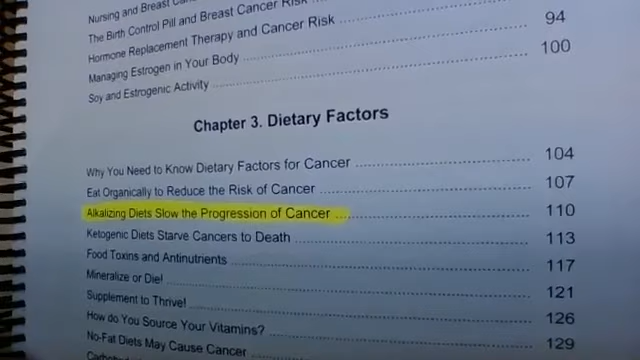 Nursing and Breast
The Birth Control Pill and Breast Cancer Risk
Hormone Replacement Therapy and Cancer Risk 94
Managing Estrogen in Your Body 100
Soy and Estrogenic Activity
Chapter 3. Dietary Factors
Why You Need to Know Dietary Factors for Cancer 104
Eat Organically to Reduce the Risk of Cancer 107
Alkalizing Diets Slow the Progression of Cancer 110
Ketogenic Diets Starve Cancers to Death 113
Food Toxins and Antinutrients 117
Mineralize or Die! 121
Supplement to Thrive! 126
How do You Source Your Vitamins? 129
No-Fat Diets May Cause Cancer